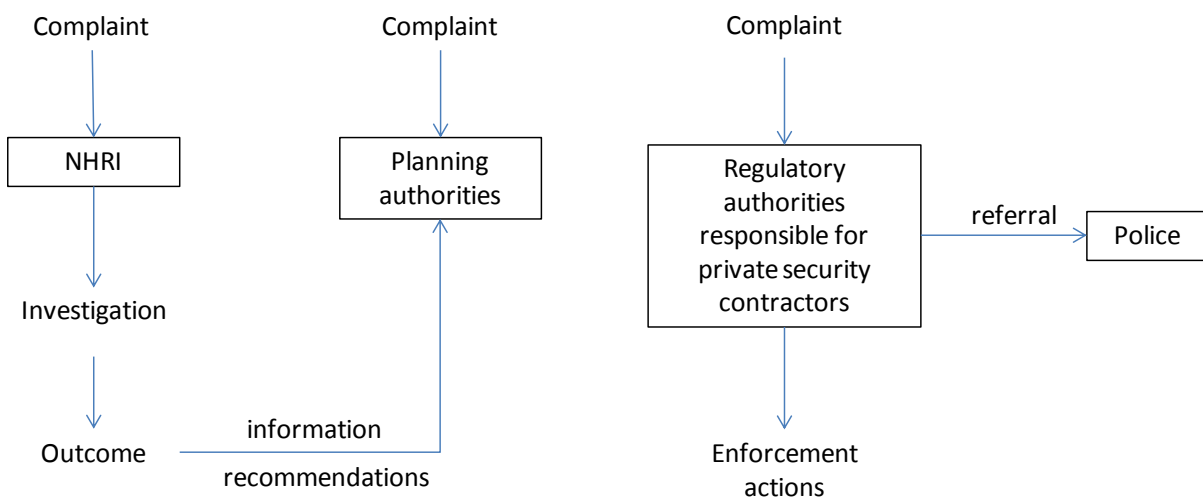 Complaint
Complaint
Complaint
NHRI
Planning
authorities
Regulatory
authorities
responsible for
private security
contractors
referral
Police
Investigation
Outcome
information
recommendations
Enforcement
actions